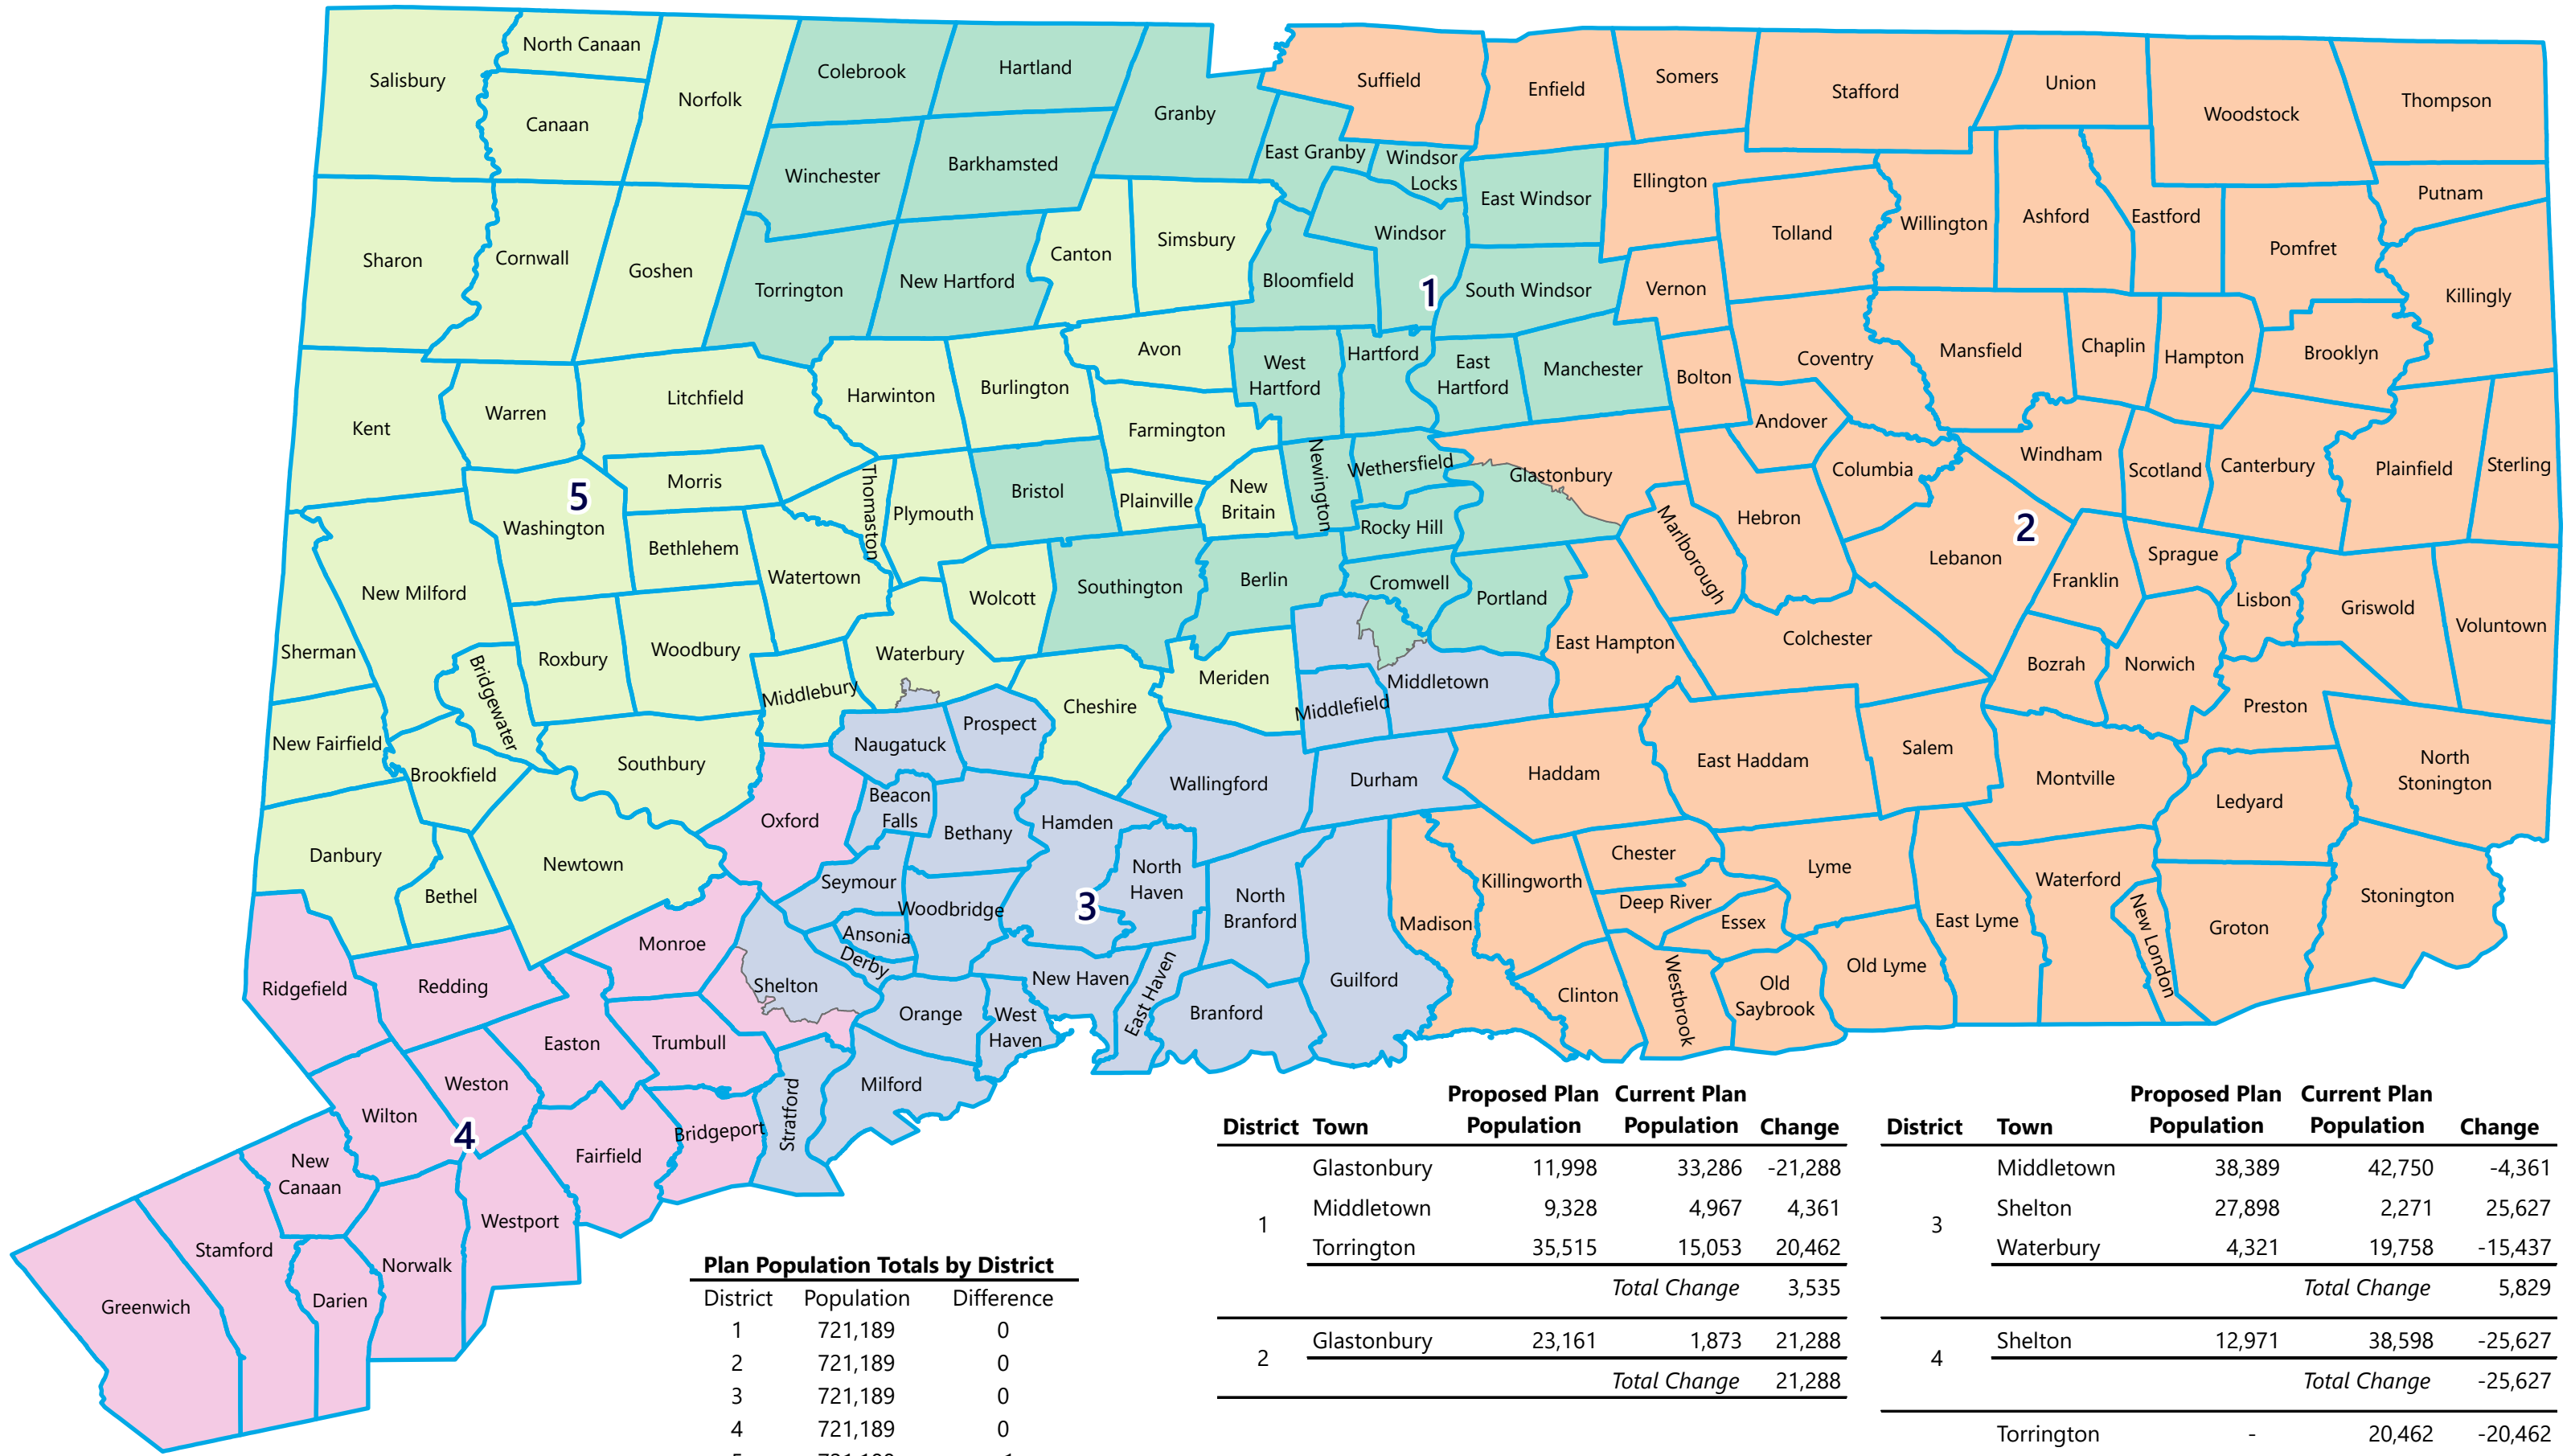 North Canaan
Salisbury
Canaan
Norfolk
Colebrook
Hartland
Granby
Suffield
Enfield
Somers
Stafford
Union
Woodstock
Thompson
Winchester
Barkhamsted
East Granby
Windsor
Locks
East Windsor
Ellington
Putnam
Sharon
Cornwall
Goshen
Torrington
New Hartford
Canton
Simsbury
Bloomfield
Windsor
1
South Windsor
Vernon
Tolland
Willington
Ashford
Eastford
Pomfret
Killingly
Kent
Warren
Litchfield
Harwinton
Burlington
Avon
Farmington
West
Hartford
Hartford
East
Hartford
Manchester
Bolton
Coventry
Andover
Mansfield
Chaplin
Hampton
Brooklyn
5
Washington
Morris
Bethlehem
Watertown
Thomaston
Plymouth
Bristol
Plainville
New
Britain
Newington
Wethersfield
Rocky Hill
Glastonbury
Marlborough
Hebron
Columbia
Windham
Scotland
Canterbury
Plainfield
Sterling
2
Lebanon
Franklin
Sprague
Lisbon
Griswold
Voluntown
New Milford
Sherman
Bridgewater
Roxbury
Woodbury
Middlebury
Waterbury
Wolcott
Southington
Berlin
Cromwell
Portland
East Hampton
Colchester
Bozrah
Norwich
Preston
New Fairfield
Brookfield
Southbury
Naugatuck
Prospect
Cheshire
Meriden
Middlefield
Middletown
Haddam
East Haddam
Salem
Montville
Ledyard
North
Stonington
Danbury
Bethel
Newtown
Oxford
Beacon
Falls
Bethany
Hamden
Wallingford
Durham
Seymour
Woodbridge
3
North
Haven
North
Branford
Guilford
Madison
Killingworth
Chester
Deep River
Essex
Lyme
East Lyme
Waterford
New London
Groton
Stonington
Ridgefield
Redding
Monroe
Shelton
Ansonia
Derby
Orange
New Haven
West
Haven
East Haven
Branford
Clinton
Westbrook
Old
Saybrook
Old Lyme
Wilton
Weston
4
Easton
Trumbull
Bridgeport
Stratford
Milford
Fairfield
New
Canaan
Stamford
Greenwich
Darien
Norwalk
Westport
Plan Population Totals by District
District Population Difference
1 721,189 0
2 721,189 0
3 721,189 0
4 721,189 0
Proposed Plan Current Plan
District Town Population Population Change
Glastonbury 11,998 33,286 -21,288
Middletown 9,328 4,967 4,361
1
Torrington 35,515 15,053 20,462
Total Change 3,535
Glastonbury 23,161 1,873 21,288
2
Total Change 21,288
Proposed Plan Current Plan
District Town Population Population Change
Middletown 38,389 42,750 -4,361
Shelton 27,898 2,271 25,627
3
Waterbury 4,321 19,758 -15,437
Total Change 5,829
Shelton 12,971 38,598 -25,627
4
Total Change -25,627
Torrington - 20,462 -20,462